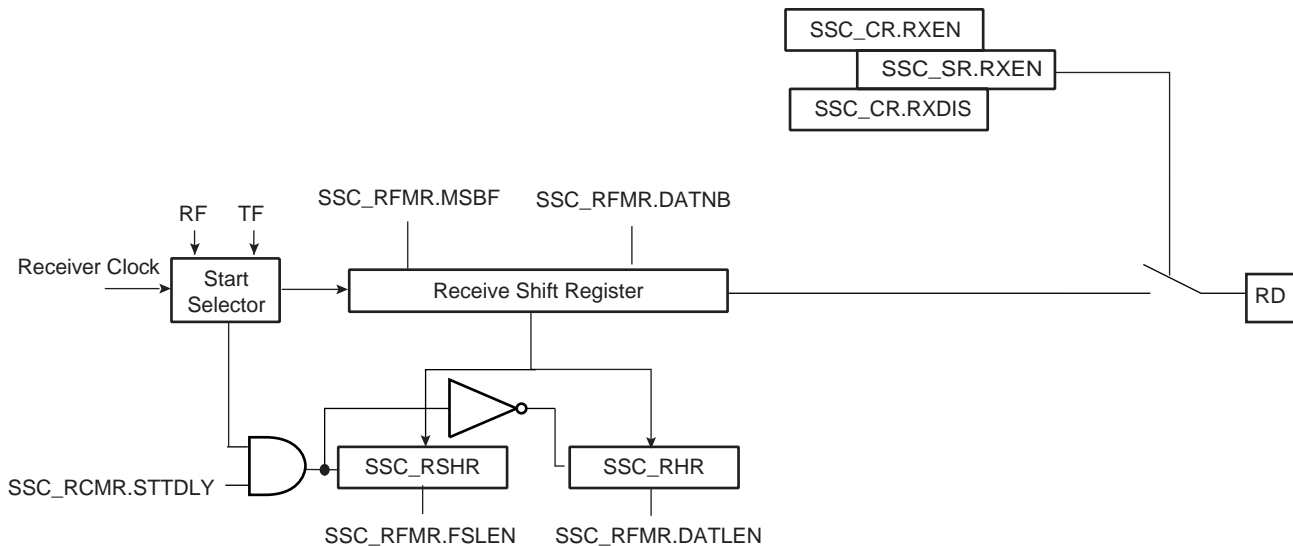 SSC_CR.RXEN
SSC_SR.RXEN
SSC_CR.RXDIS
SSC_RFMR.MSBF
SSC_RFMR.DATNB
RF
TF
Receiver Clock
Start
Selector
Receive Shift Register
RD
SSC_RSHR
SSC_RHR
SSC_RCMR.STTDLY
SSC_RFMR.FSLEN
SSC_RFMR.DATLEN